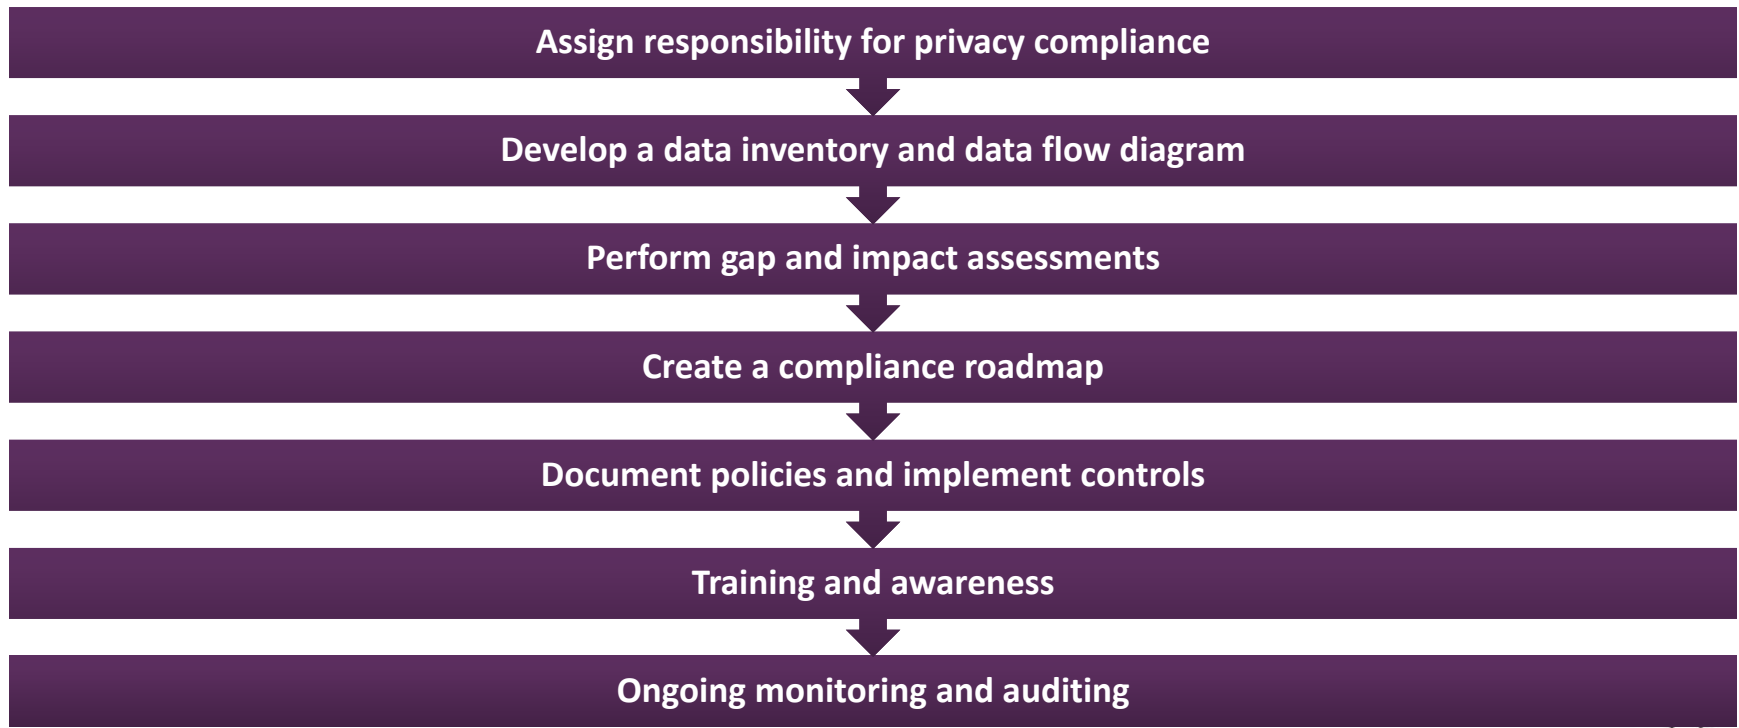 Assign responsibility for privacy compliance
Develop a data inventory and data flow diagram
Perform gap and impact assessments
Create a compliance roadmap
Document policies and implement controls
Training and awareness
Ongoing monitoring and auditing